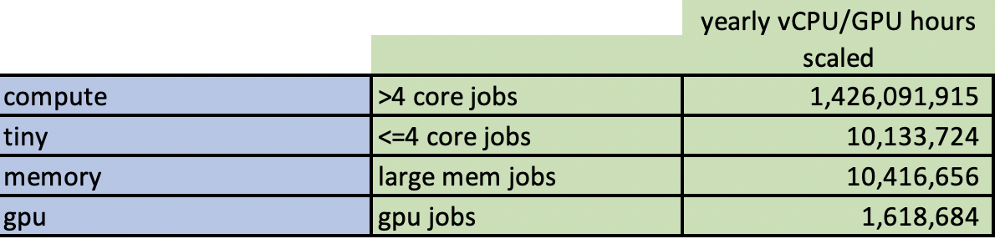 yearly vCPU/GPU hours
scaled
compute >4 core jobs 1,426,091,915
tiny <=4 core jobs 10,133,724
memory large mem jobs 10,416,656
gpu gpu jobs 1,618,684